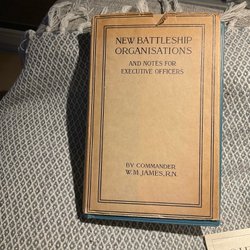 NEW BATTLESHIP
ORGANISATIONS
AND NOTES FOR
EXECUTIVE OFFICERS
BY COMMANDER
W. M. JAMES, R.N.